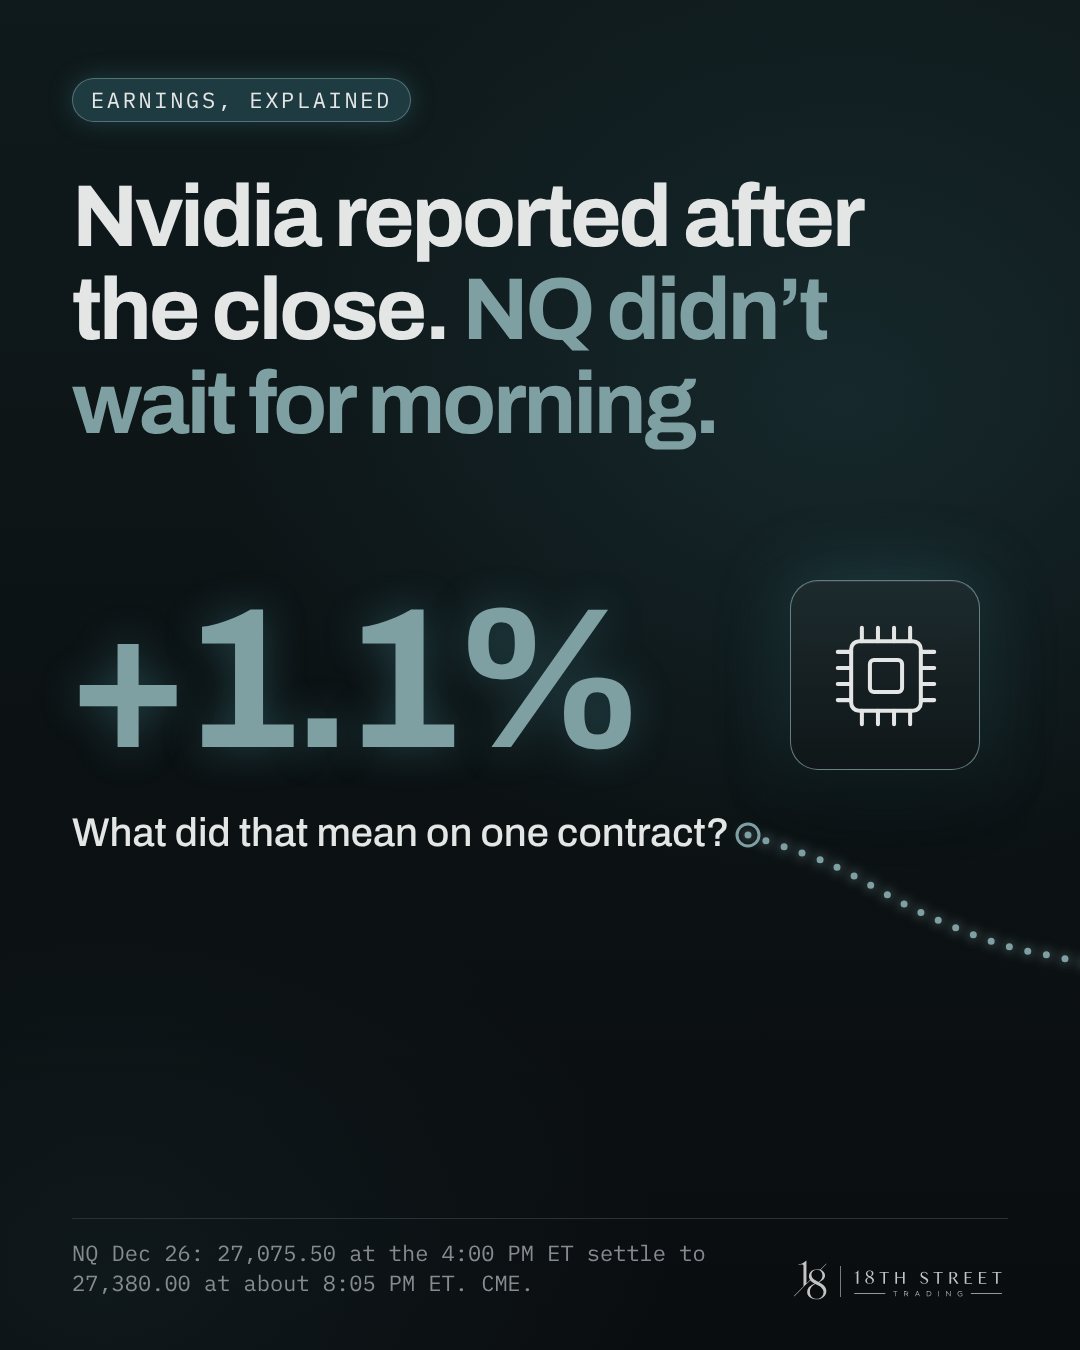 EARNINGS, EXPLAINED
Nvidia reported after
the close. NQ didn’t
wait for morning.
+1.1%
What did that mean on one contract?
NQ Dec 26: 27,075.50 at the 4:00 PM ET settle to
27,380.00 at about 8:05 PM ET. CME.
18
18TH STREET
TRADING